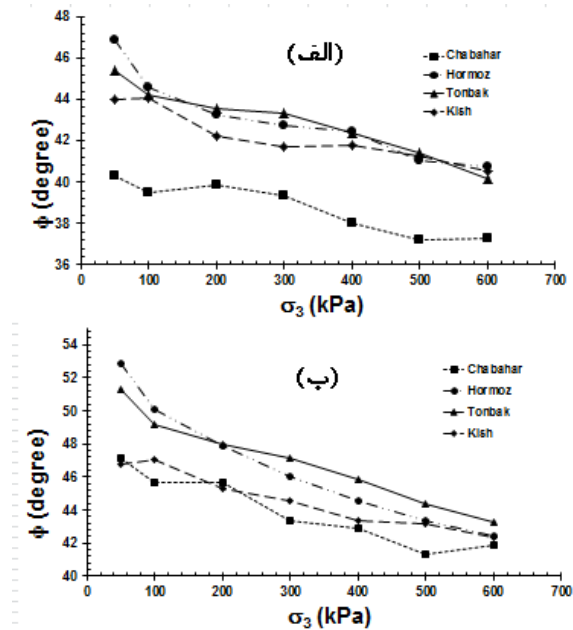 48
46
44
42
40
38
36
ϕ (degree)
(الف)
Chabahar
Hormoz
Tonbak
Kish
0 100 200 300 400 500 600 700
σ3 (kPa)
54
52
50
48
46
44
42
40
ϕ (degree)
(ب)
Chabahar
Hormoz
Tonbak
Kish
0 100 200 300 400 500 600 700
σ3 (kPa)